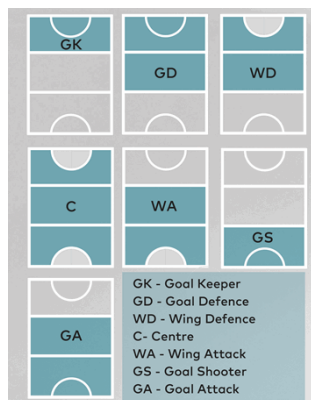 GK
GD
WD
C
WA
GS
GA
GK - Goal Keeper
GD - Goal Defence
WD - Wing Defence
C- Centre
WA - Wing Attack
GS - Goal Shooter
GA - Goal Attack